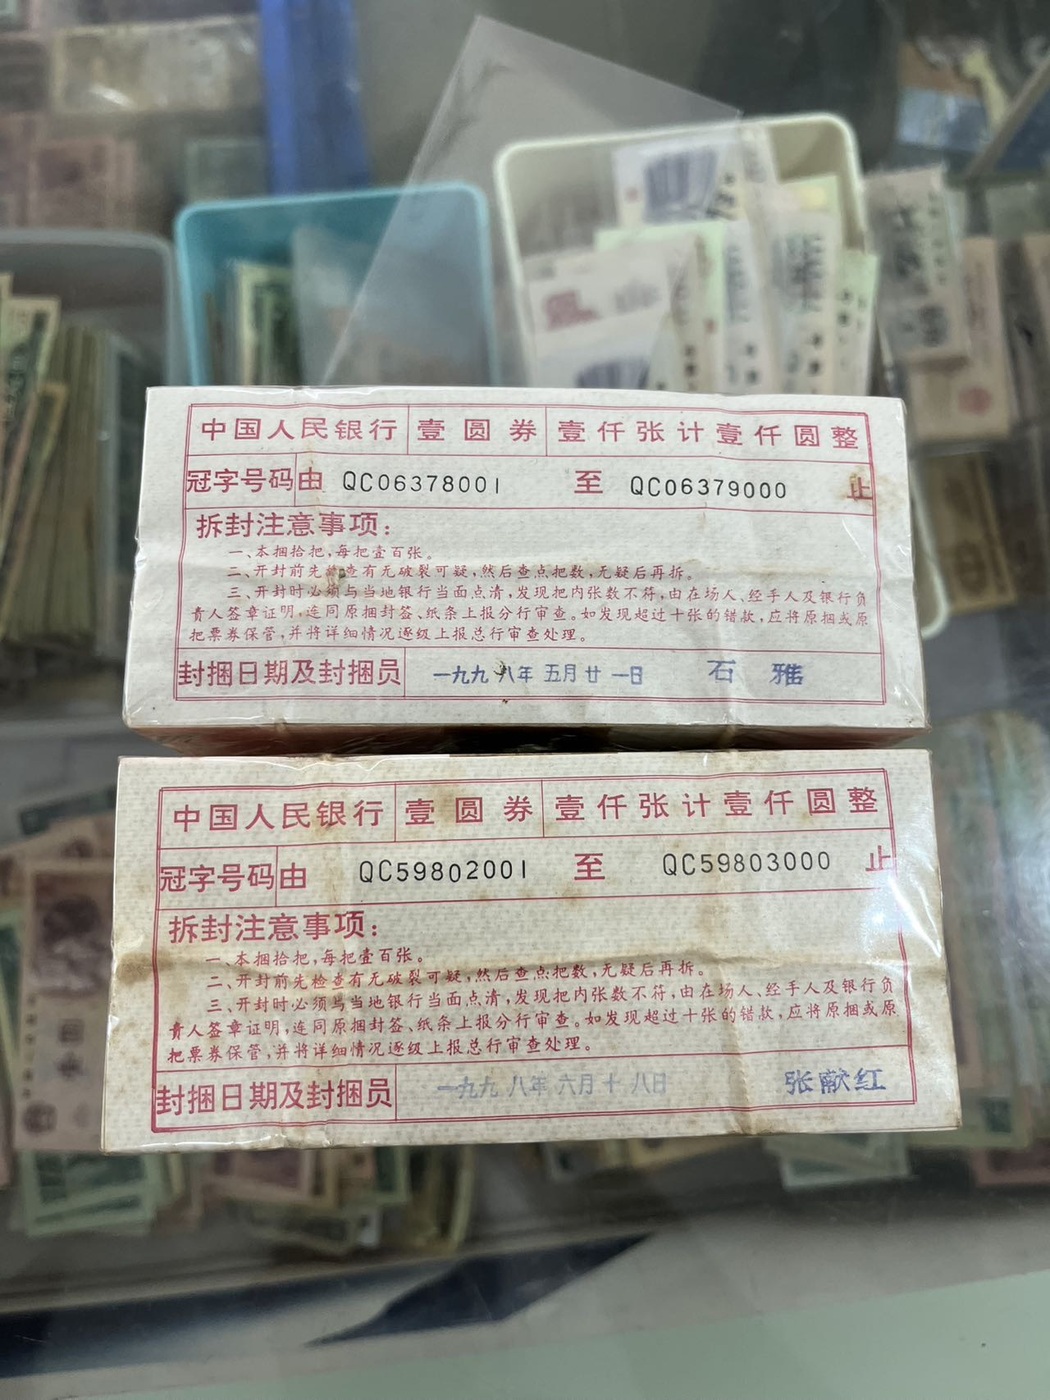 中国人民银行 壹圆券 壹仟张计壹仟圆整
冠字号码由 QC06378001 至 QC06379000 止
拆封注意事项:
一、本捆拾把,每把壹百张。
二、开封前先检查有无破裂可疑,然后查点把数,无疑后再拆。
三、开封时必须与当地银行当面点清,发现把内张数不符,由在场人、经手人及银行负
责人签章证明,连同原捆封签、纸条上报分行审查。如发现超过十张的错款,应将原捆或原
把票券保管,并将详细情况逐级上报总行审查处理。
封捆日期及封捆员 一九九八年五月廿一日 石雅
中国人民银行 壹圆券 壹仟张计壹仟圆整
冠字号码由 QC59802001 至 QC59803000 止
拆封注意事项:
一、本捆拾把,每把壹百张。
二、开封前先检查有无破裂可疑,然后查点把数,无疑后再拆。
三、开封时必须与当地银行当面点清,发现把内张数不符,由在场人、经手人及银行负
责人签章证明,连同原捆封签、纸条上报分行审查。如发现超过十张的错款,应将原捆或原
把票券保管,并将详细情况逐级上报总行审查处理。
封捆日期及封捆员 一九九八年六月十八日 张献红